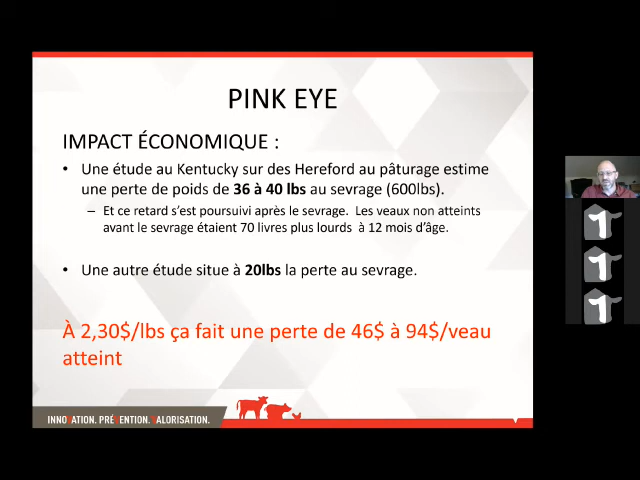 PINK EYE
IMPACT ÉCONOMIQUE :
• Une étude au Kentucky sur des Hereford au pâturage estime
une perte de poids de 36 à 40 lbs au sevrage (600lbs).
– Et ce retard s'est poursuivi après le sevrage. Les veaux non atteints
avant le sevrage étaient 70 livres plus lourds à 12 mois d'âge.
• Une autre étude situe à 20lbs la perte au sevrage.
À 2,30$/lbs ça fait une perte de 46$ à 94$/veau
atteint
INNOVATION. PRÉVENTION. VALORISATION.
1
1
1